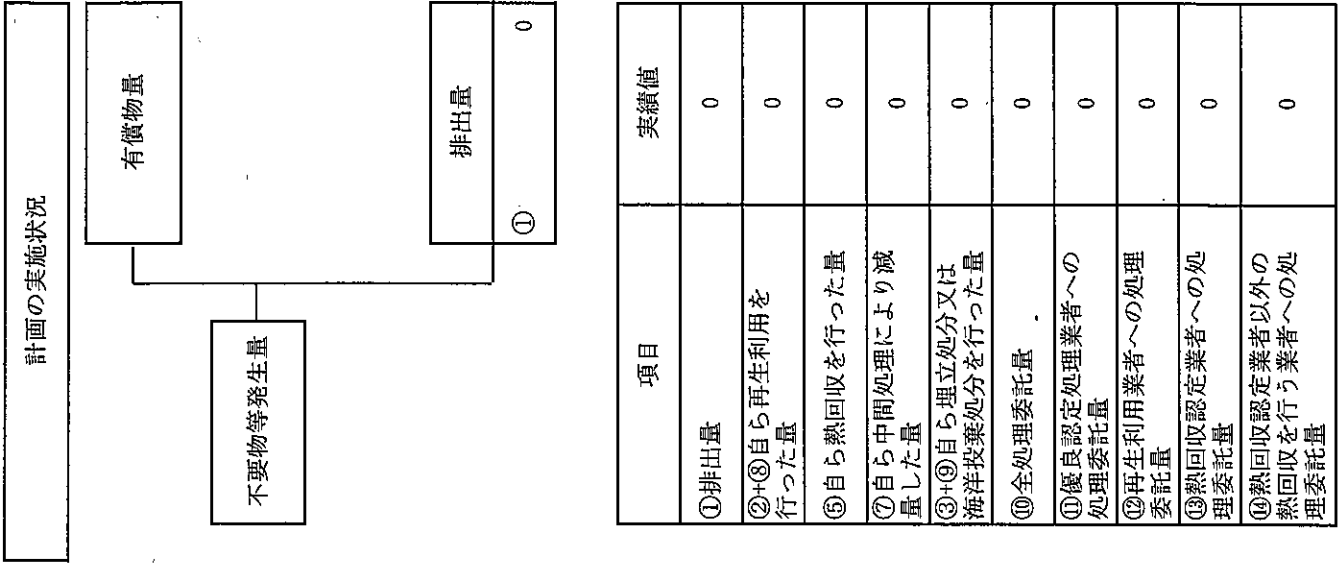 計画の実施状況
有償物量
不要物等発生量
排出量
① 0
項目 実績値
①排出量 0
②+⑧自ら再生利用を
行った量 0
⑤自ら熱回収を行った量 0
⑦自ら中間処理により減
量した量 0
③+⑨自ら埋立処分又は
海洋投棄処分を行った量 0
⑩全処理委託量 0
⑪優良認定処理業者への
処理委託量 0
⑫再生利用業者への処理
委託量 0
⑬熱回収認定業者への処
理委託量 0
⑭熱回収認定業者以外の
熱回収を行う業者への処
理委託量 0